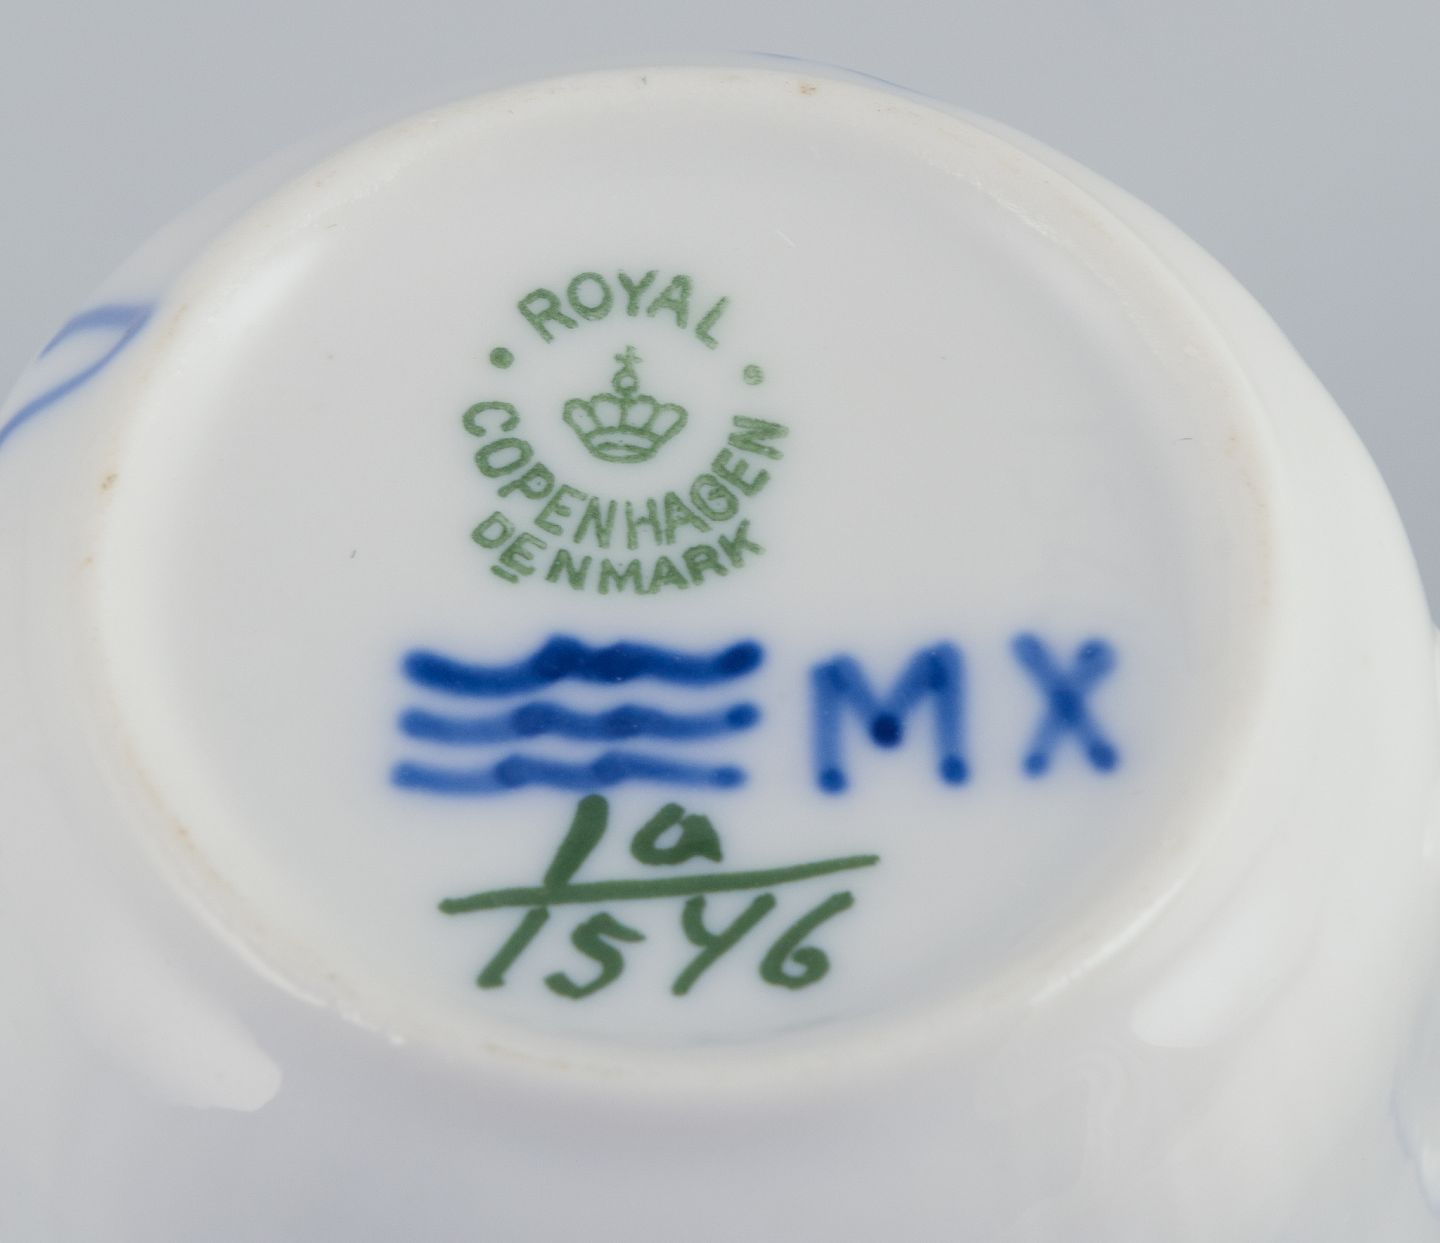 ROYAL
COPENHAGEN
DENMARK
MX
1a
1546